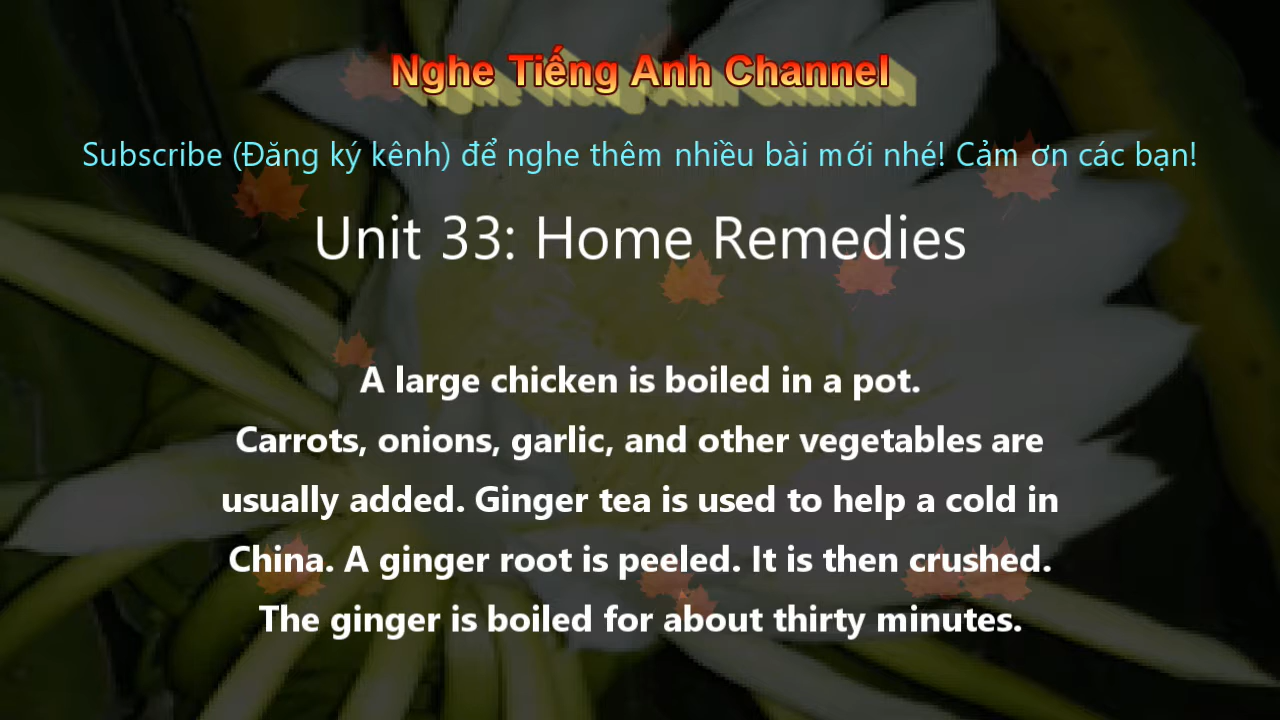 Nghe Tiếng Anh Channel
Subscribe (Đăng ký kênh) để nghe thêm nhiều bài mới nhé! Cảm ơn các bạn!
Unit 33: Home Remedies
A large chicken is boiled in a pot.
Carrots, onions, garlic, and other vegetables are
usually added. Ginger tea is used to help a cold in
China. A ginger root is peeled. It is then crushed.
The ginger is boiled for about thirty minutes.